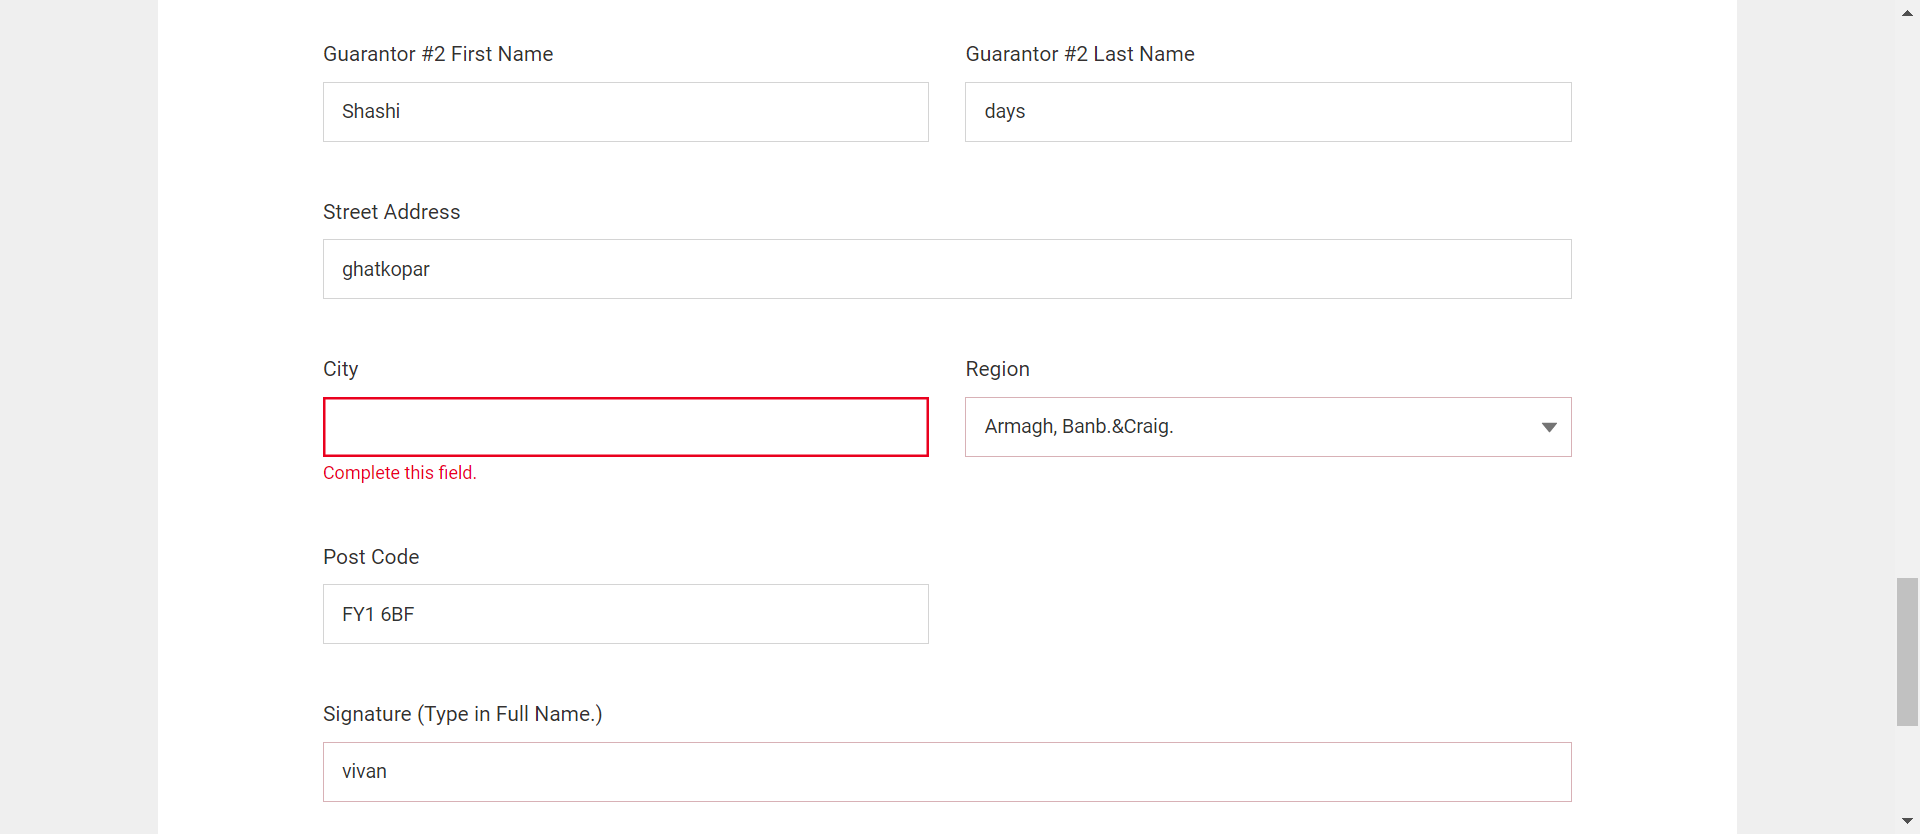 Guarantor #2 First Name
Guarantor #2 Last Name
Shashi
days
Street Address
ghatkopar
City
Region
Armagh, Banb.&Craig.
Complete this field.
Post Code
FY1 6BF
Signature (Type in Full Name.)
vivan